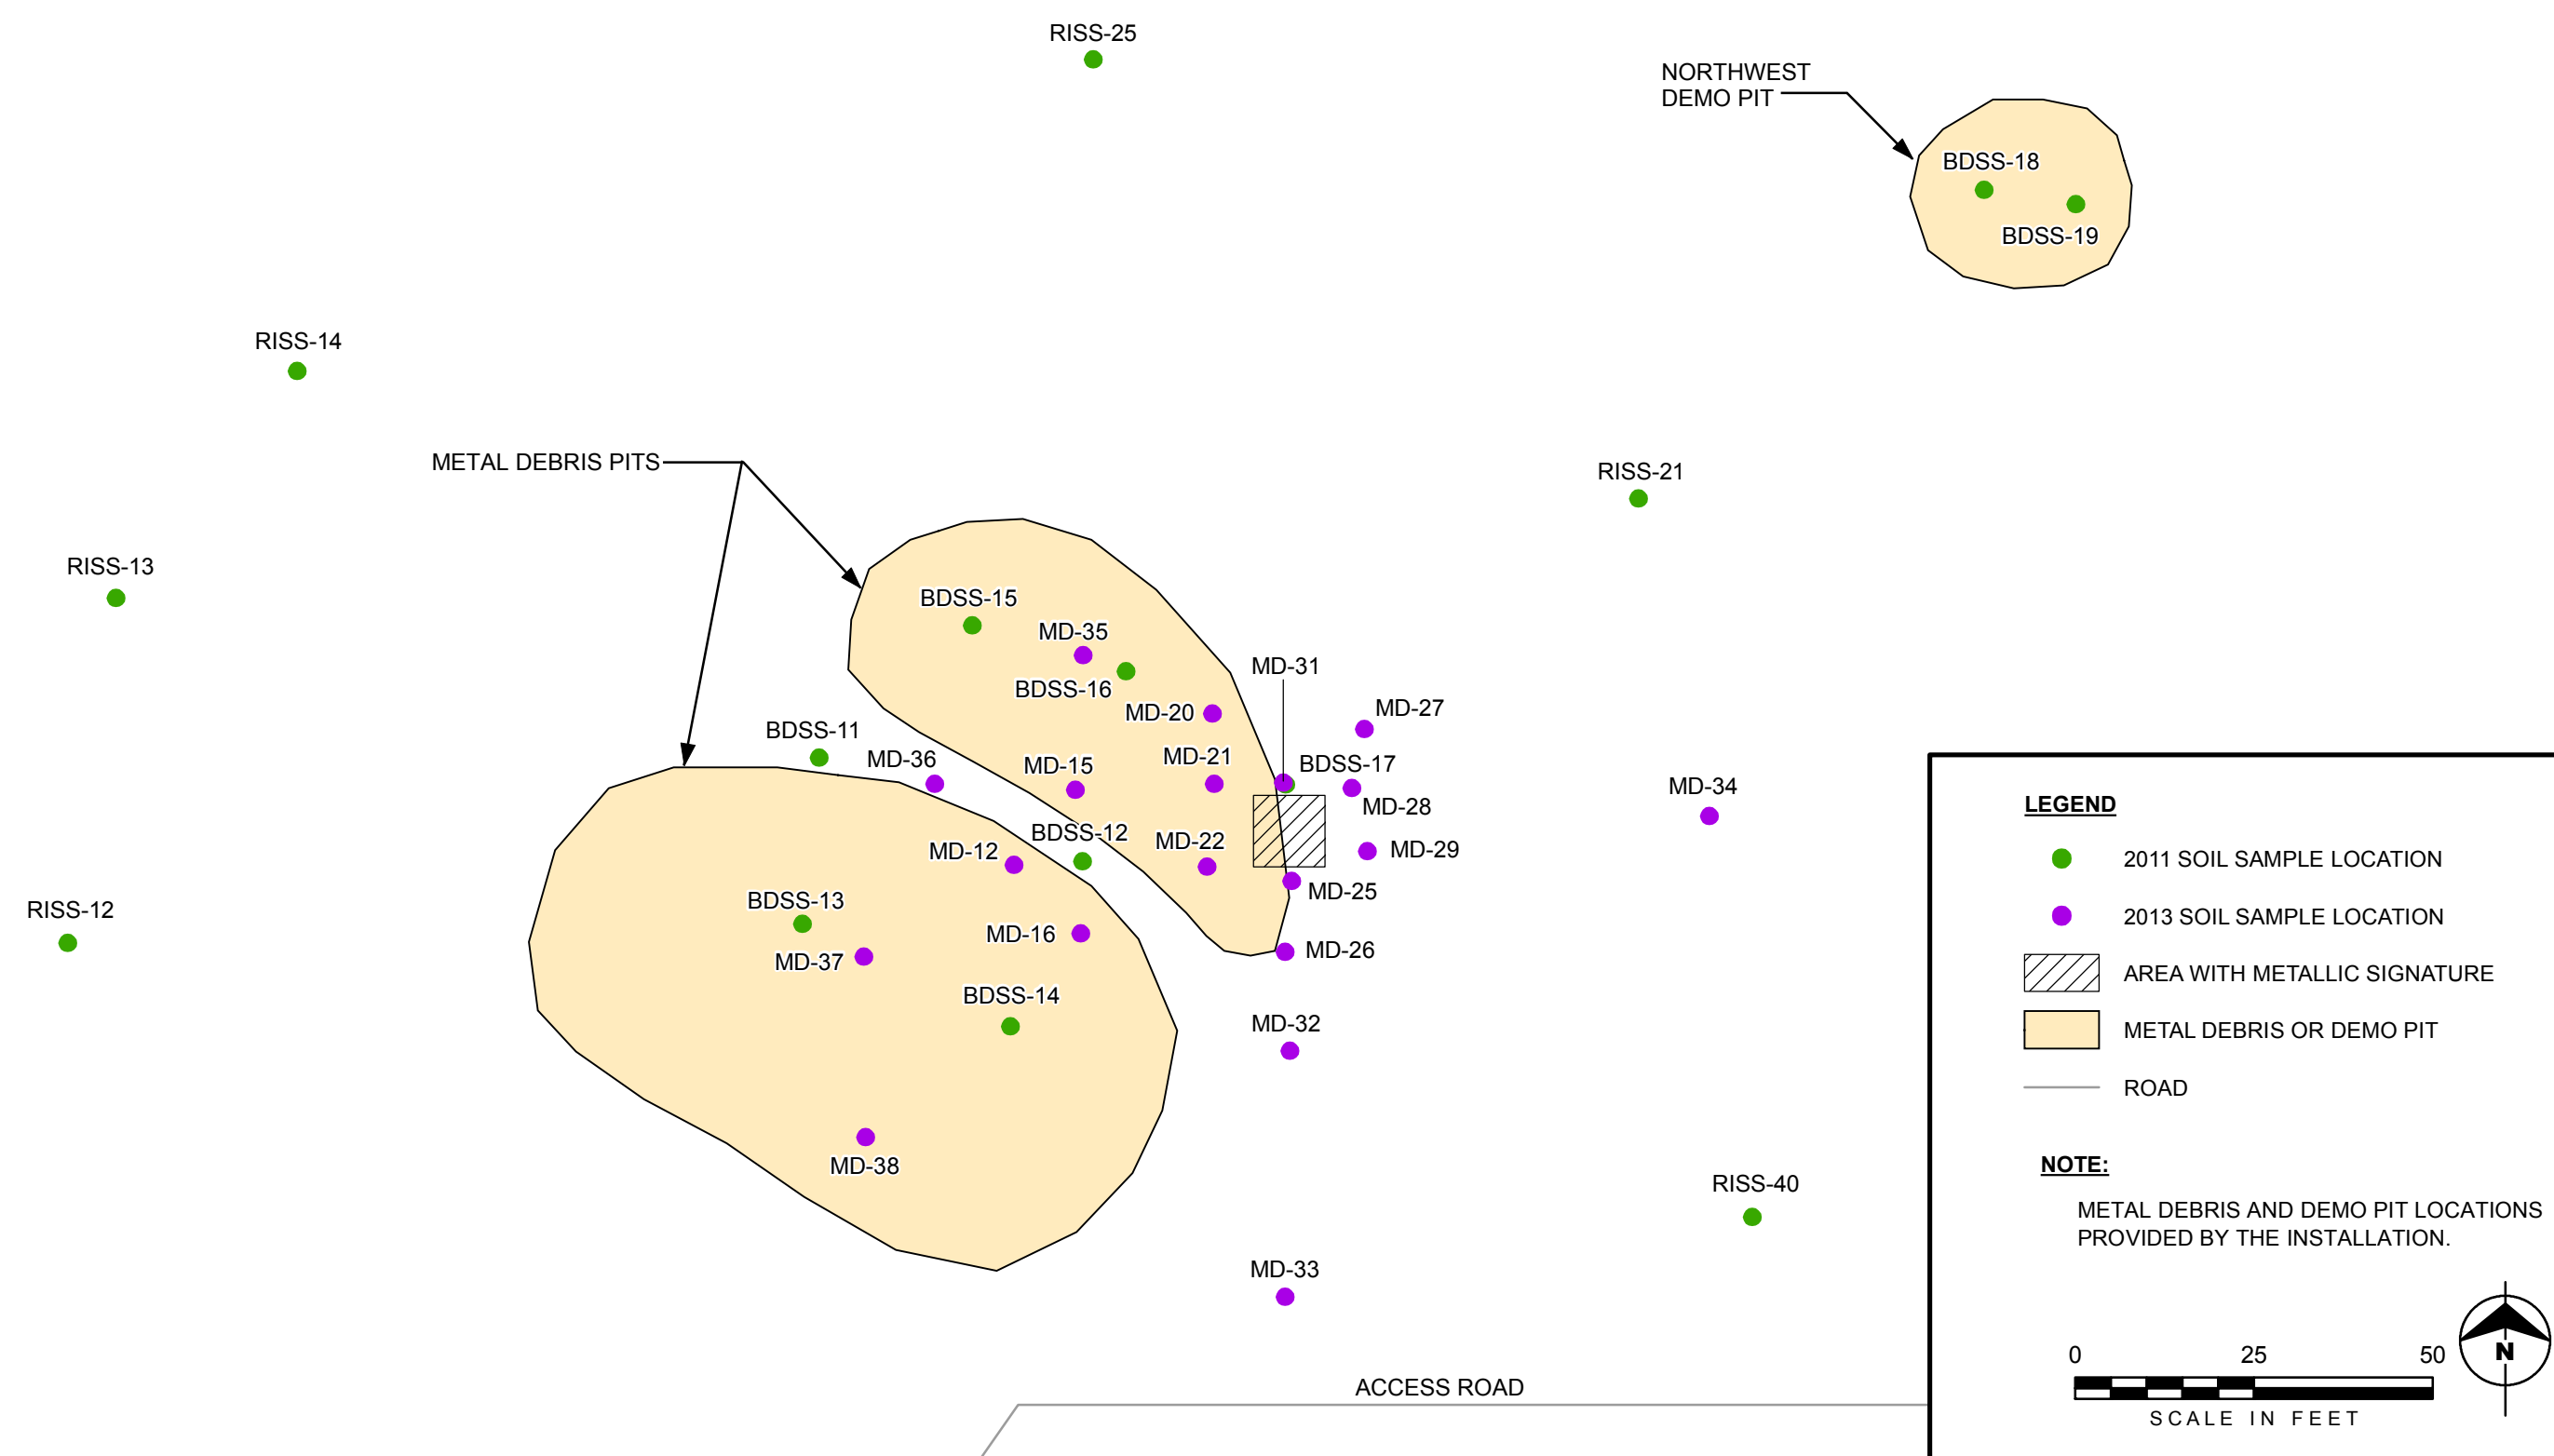 RISS-25
NORTHWEST
DEMO PIT
BDSS-18
BDSS-19
RISS-14
METAL DEBRIS PITS
RISS-21
RISS-13
BDSS-15
MD-35
BDSS-16
MD-31
MD-20
MD-27
BDSS-11
MD-36
MD-15
MD-21
BDSS-17
MD-28
MD-34
BDSS-12
MD-12
MD-22
MD-29
MD-25
BDSS-13
RISS-12
MD-16
MD-37
MD-26
BDSS-14
MD-32
MD-38
RISS-40
MD-33
ACCESS ROAD
LEGEND
2011 SOIL SAMPLE LOCATION
2013 SOIL SAMPLE LOCATION
AREA WITH METALLIC SIGNATURE
METAL DEBRIS OR DEMO PIT
ROAD
NOTE:
METAL DEBRIS AND DEMO PIT LOCATIONS
PROVIDED BY THE INSTALLATION.
0 25 50
SCALE IN FEET
N